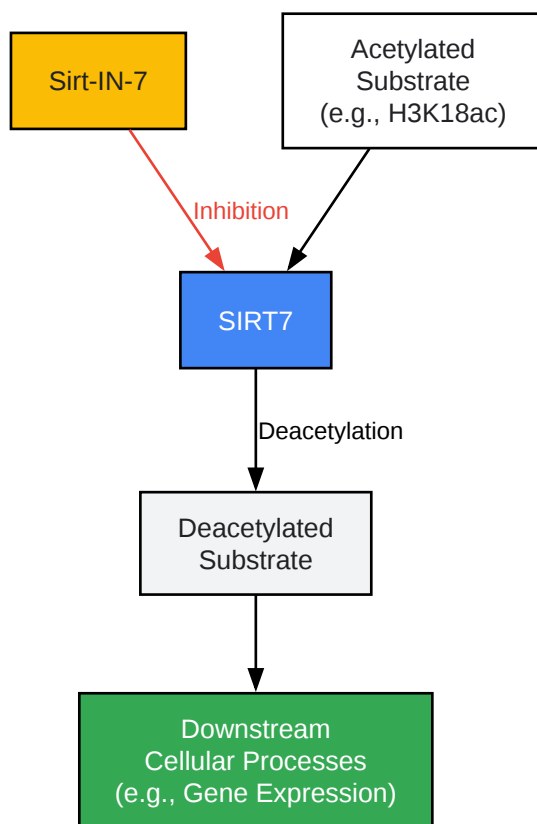 Sirt-IN-7
Acetylated
Substrate
(e.g., H3K18ac)
Inhibition
SIRT7
Deacetylation
Deacetylated
Substrate
Downstream
Cellular Processes
(e.g., Gene Expression)